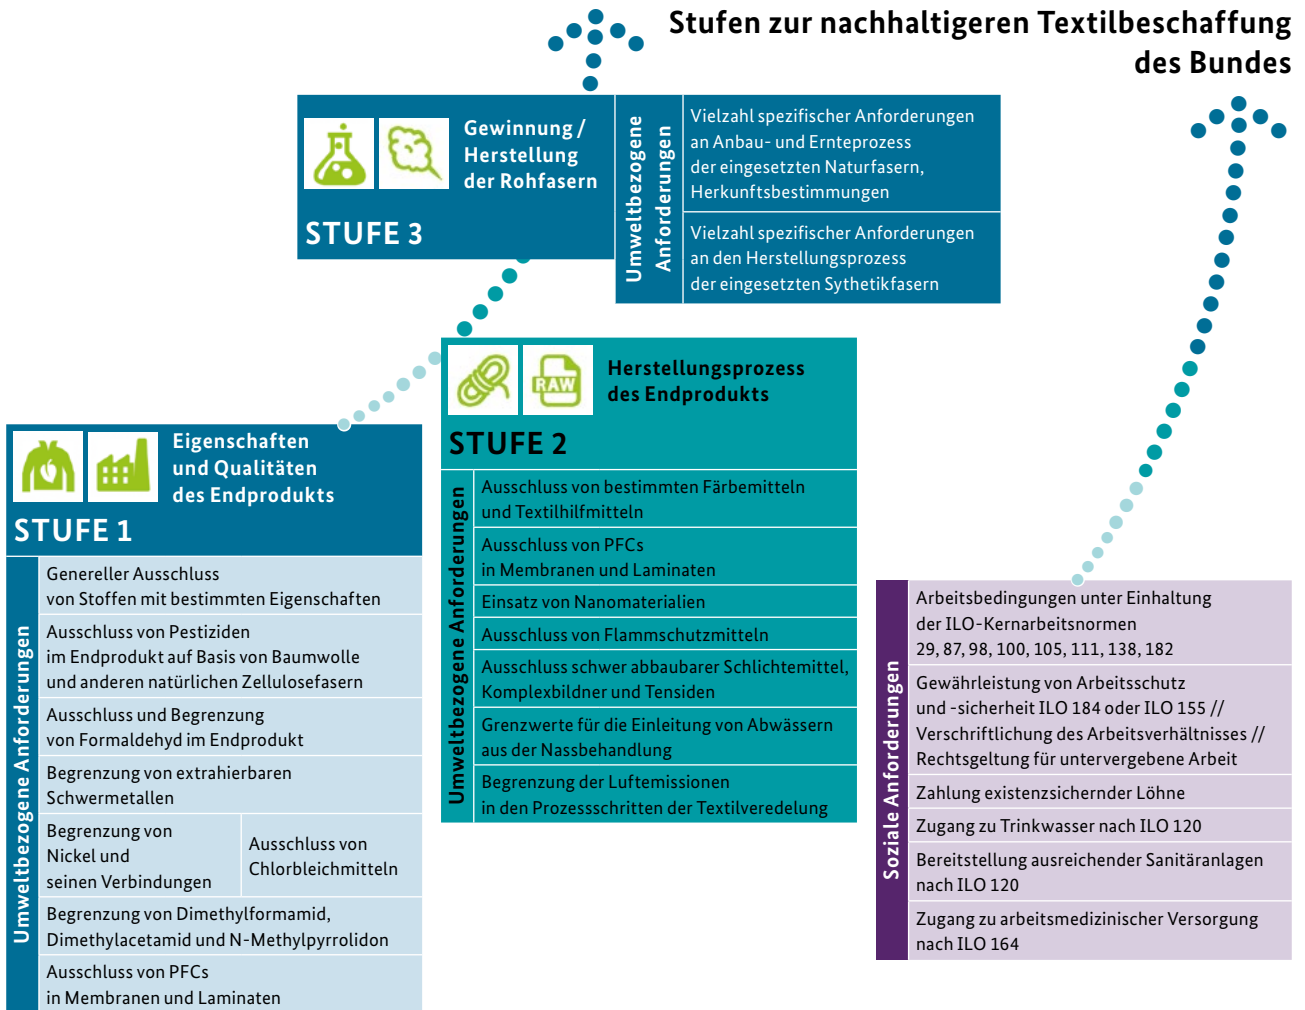 Stufen zur nachhaltigeren Textilbeschaffung
des Bundes
Gewinnung /
Herstellung
der Rohfasern
STUFE 3
Umweltbezogene
Anforderungen
Vielzahl spezifischer Anforderungen
an Anbau- und Ernteprozess
der eingesetzten Naturfasern,
Herkunftsbestimmungen
Vielzahl spezifischer Anforderungen
an den Herstellungsprozess
der eingesetzten Sythetikfasern
RAW
Herstellungsprozess
des Endprodukts
STUFE 2
Umweltbezogene Anforderungen
Ausschluss von bestimmten Färbemitteln
und Textilhilfmitteln
Ausschluss von PFCs
in Membranen und Laminaten
Einsatz von Nanomaterialien
Ausschluss von Flammschutzmitteln
Ausschluss schwer abbaubarer Schlichtemittel,
Komplexbildner und Tensiden
Grenzwerte für die Einleitung von Abwässern
aus der Nassbehandlung
Begrenzung der Luftemissionen
in den Prozessschritten der Textilveredelung
Eigenschaften
und Qualitäten
des Endprodukts
STUFE 1
Umweltbezogene Anforderungen
Genereller Ausschluss
von Stoffen mit bestimmten Eigenschaften
Ausschluss von Pestiziden
im Endprodukt auf Basis von Baumwolle
und anderen natürlichen Zellulosefasern
Ausschluss und Begrenzung
von Formaldehyd im Endprodukt
Begrenzung von extrahierbaren
Schwermetallen
Begrenzung von
Nickel und
seinen Verbindungen
Ausschluss von
Chlorbleichmitteln
Begrenzung von Dimethylformamid,
Dimethylacetamid und N-Methylpyrrolidon
Ausschluss von PFCs
in Membranen und Laminaten
Soziale Anforderungen
Arbeitsbedingungen unter Einhaltung
der ILO-Kernarbeitsnormen
29, 87, 98, 100, 105, 111, 138, 182
Gewährleistung von Arbeitsschutz
und -sicherheit ILO 184 oder ILO 155 //
Verschriftlichung des Arbeitsverhältnisses //
Rechtsgeltung für untervergebene Arbeit
Zahlung existenzsichernder Löhne
Zugang zu Trinkwasser nach ILO 120
Bereitstellung ausreichender Sanitäranlagen
nach ILO 120
Zugang zu arbeitsmedizinischer Versorgung
nach ILO 164